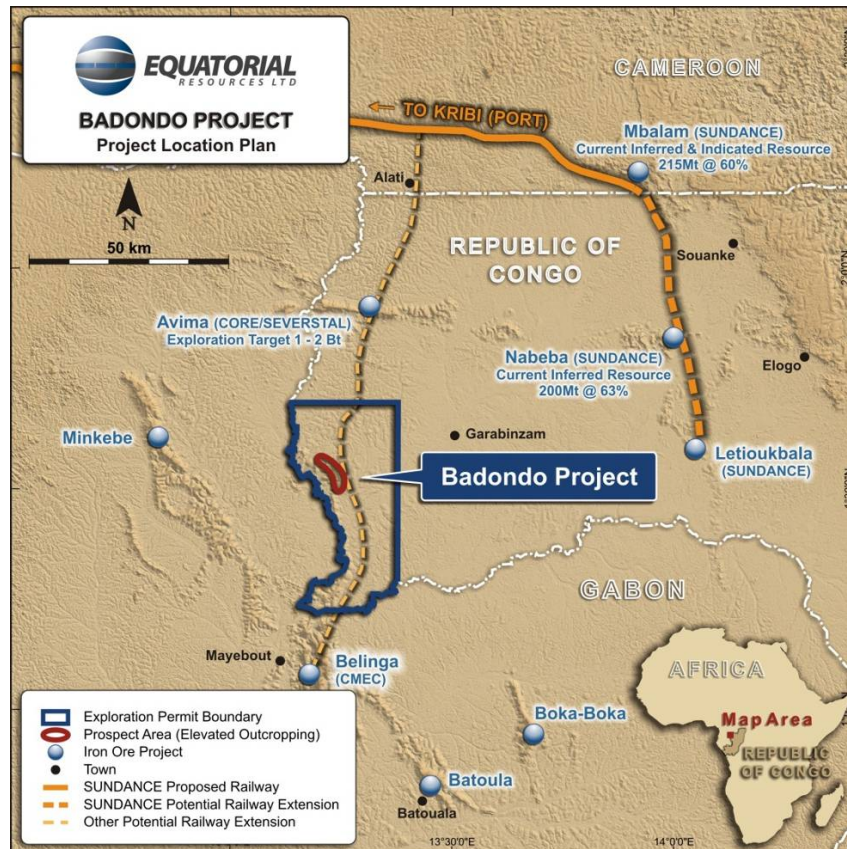 EQUATORIAL
RESOURCES LTD
BADONDO PROJECT
Project Location Plan
N
50 km
CAMEROON
← TO KRIBI (PORT)
Mbalam (SUNDANCE)
Current Inferred & Indicated Resource
215Mt @ 60%
Alati
REPUBLIC OF
CONGO
Souanke
2°0'N
Avima (CORE/SEVERSTAL)
Exploration Target 1 - 2 Bt
Nabeba (SUNDANCE)
Current Inferred Resource
200Mt @ 63%
Elogo
Minkebe
Garabinzam
Letioukbala
(SUNDANCE)
Badondo Project
GABON
Mayebout
Belinga
(CMEC)
Boka-Boka
Batoula
Batouala
AFRICA
Map Area
REPUBLIC
OF CONGO
Exploration Permit Boundary
Prospect Area (Elevated Outcropping)
Iron Ore Project
Town
SUNDANCE Proposed Railway
SUNDANCE Potential Railway Extension
Other Potential Railway Extension
13°30'0"E
14°0'0"E